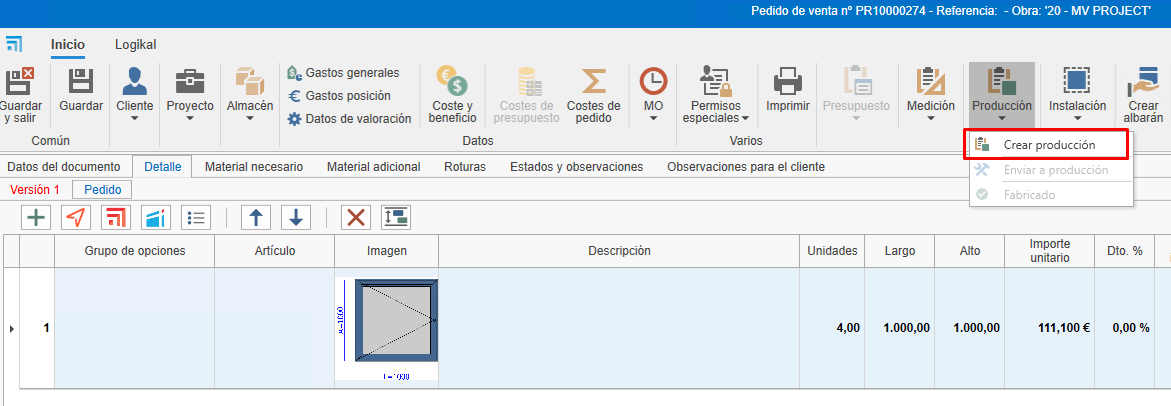 Pedido de venta nº PR10000274 - Referencia: - Obra: '20 - MV PROJECT'
Inicio
Logikal
Guardar y salir
Guardar
Cliente
Proyecto
Almacén
Gastos generales
Gastos posición
Datos de valoración
Coste y beneficio
Costes de presupuesto
Costes de pedido
MO
Permisos especiales
Imprimir
Presupuesto
Medición
Producción
Instalación
Crear albarán
Común
Datos
Varios
Crear producción
Enviar a producción
Fabricado
Datos del documento
Detalle
Material necesario
Material adicional
Roturas
Estados y observaciones
Observaciones para el cliente
Versión 1
Pedido
Grupo de opciones
Artículo
Imagen
Descripción
Unidades
Largo
Alto
Importe unitario
Dto. %
1
4,00
1.000,00
1.000,00
111,100 €
0,00 %